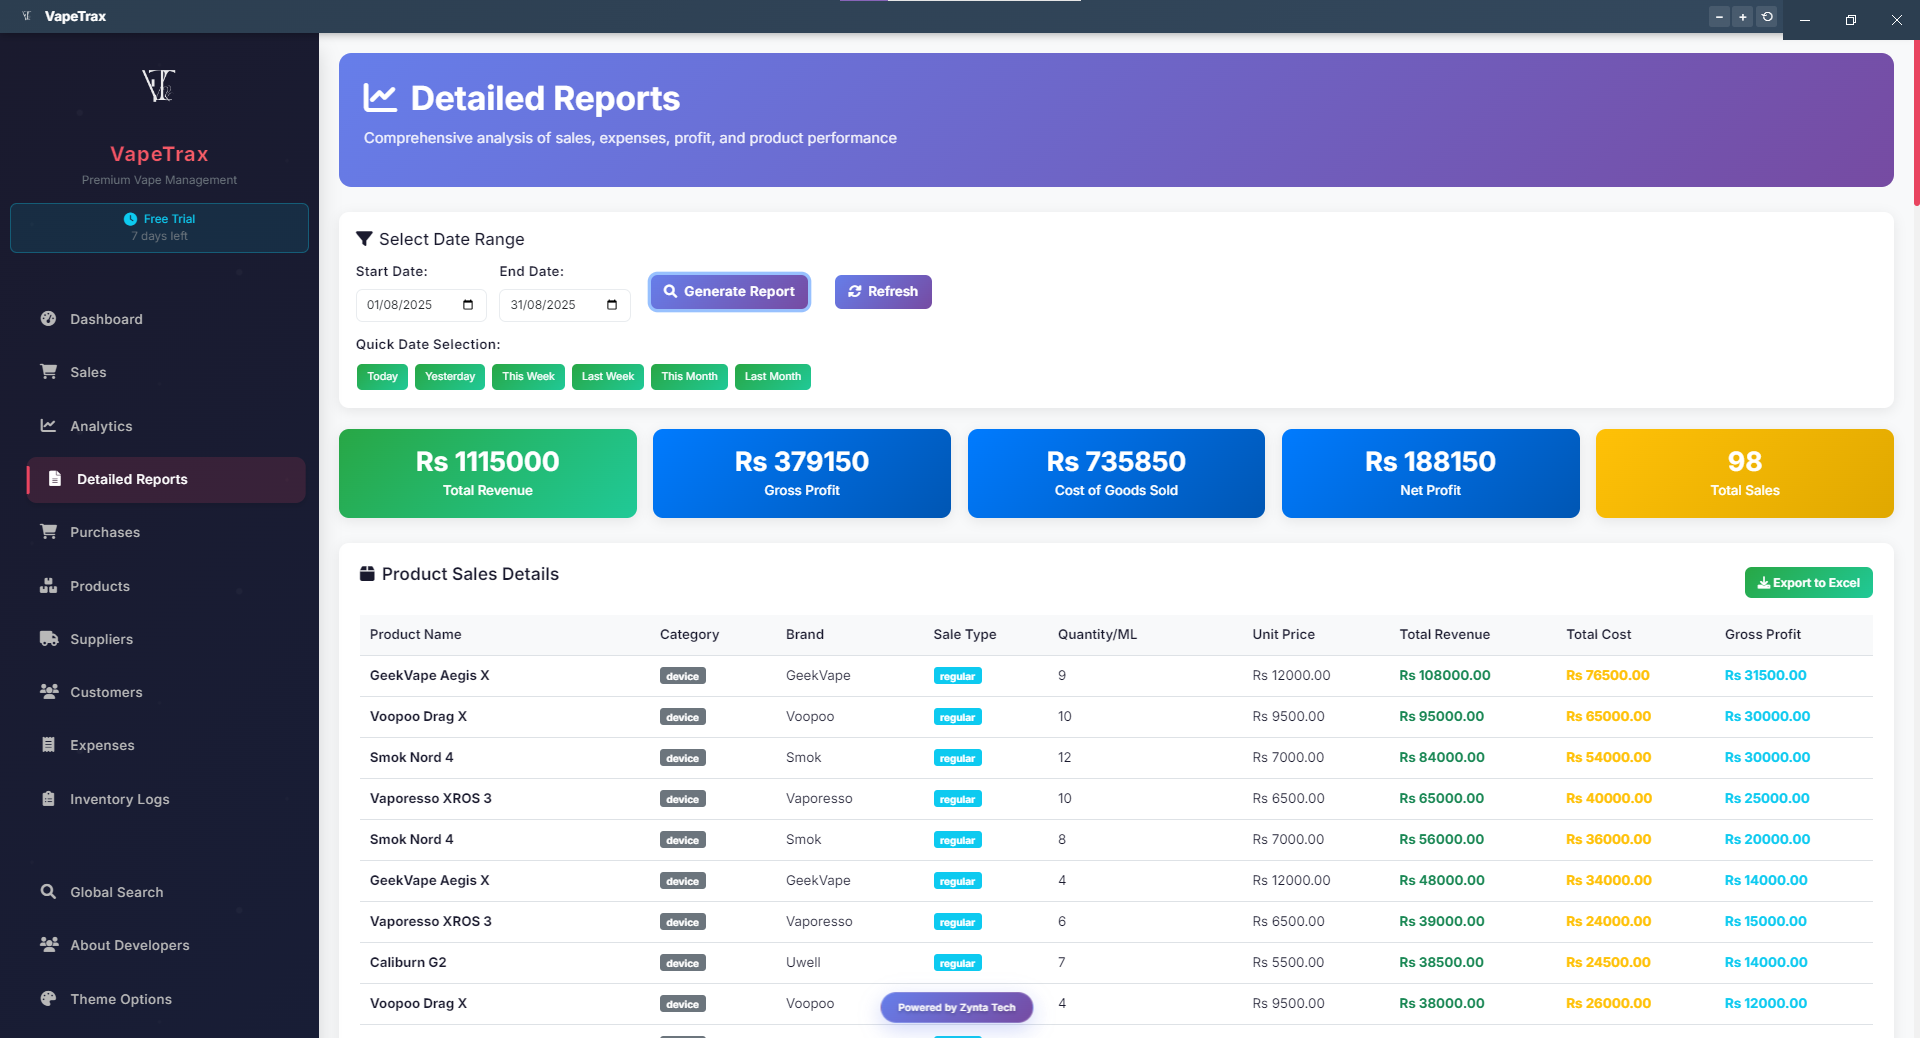 VapeTrax
VapeTrax
Premium Vape Management
Free Trial
7 days left
Dashboard
Sales
Analytics
Detailed Reports
Purchases
Products
Suppliers
Customers
Expenses
Inventory Logs
Global Search
About Developers
Theme Options
Detailed Reports
Comprehensive analysis of sales, expenses, profit, and product performance
Select Date Range
Start Date: End Date:
01/08/2025 31/08/2025 Generate Report Refresh
Quick Date Selection:
Today Yesterday This Week Last Week This Month Last Month
Rs 1115000 Rs 379150 Rs 735850 Rs 188150 98
Total Revenue Gross Profit Cost of Goods Sold Net Profit Total Sales
Product Sales Details
Export to Excel
Product Name Category Brand Sale Type Quantity/ML Unit Price Total Revenue Total Cost Gross Profit
GeekVape Aegis X device GeekVape regular 9 Rs 12000.00 Rs 108000.00 Rs 76500.00 Rs 31500.00
Voopoo Drag X device Voopoo regular 10 Rs 9500.00 Rs 95000.00 Rs 65000.00 Rs 30000.00
Smok Nord 4 device Smok regular 12 Rs 7000.00 Rs 84000.00 Rs 54000.00 Rs 30000.00
Vaporesso XROS 3 device Vaporesso regular 10 Rs 6500.00 Rs 65000.00 Rs 40000.00 Rs 25000.00
Smok Nord 4 device Smok regular 8 Rs 7000.00 Rs 56000.00 Rs 36000.00 Rs 20000.00
GeekVape Aegis X device GeekVape regular 4 Rs 12000.00 Rs 48000.00 Rs 34000.00 Rs 14000.00
Vaporesso XROS 3 device Vaporesso regular 6 Rs 6500.00 Rs 39000.00 Rs 24000.00 Rs 15000.00
Caliburn G2 device Uwell regular 7 Rs 5500.00 Rs 38500.00 Rs 24500.00 Rs 14000.00
Voopoo Drag X device Voopoo 4 Rs 9500.00 Rs 38000.00 Rs 26000.00 Rs 12000.00
Powered by Zynta Tech